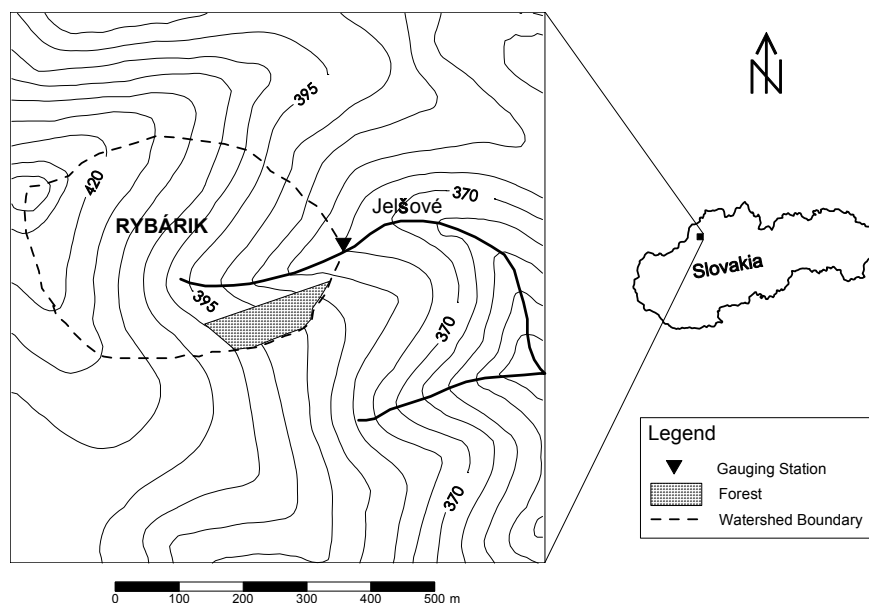 395
N
420
370
Jelšové
RYBÁRIK
Slovakia
395
370
370
Legend
Gauging Station
Forest
Watershed Boundary
0 100 200 300 400 500 m